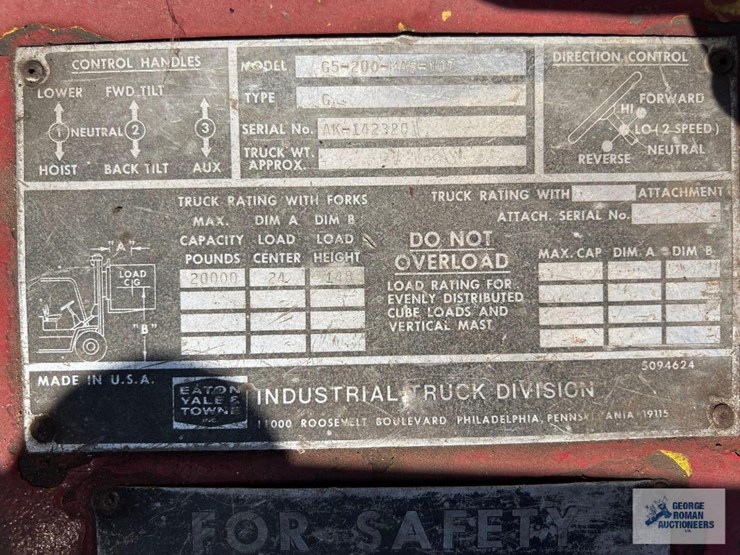 CONTROL HANDLES
LOWER FWD TILT
1 NEUTRAL 2 3
HOIST BACK TILT AUX
MODEL
TYPE
SERIAL No. AK-142320
TRUCK WT. APPROX.
DIRECTION CONTROL
FORWARD
HI
LO (2 SPEED)
NEUTRAL
REVERSE
TRUCK RATING WITH FORKS
MAX. CAPACITY POUNDS
DIM A LOAD CENTER
DIM B LOAD HEIGHT
20000 24 148
"A"
LOAD
C/G
"B"
DO NOT
OVERLOAD
LOAD RATING FOR
EVENLY DISTRIBUTED
CUBE LOADS AND
VERTICAL MAST
TRUCK RATING WITH ATTACHMENT
ATTACH. SERIAL No.
MAX. CAP DIM. A DIM B
5094624
MADE IN U.S.A.
EATON
YALE &
TOWNE
INC.
INDUSTRIAL TRUCK DIVISION
11000 ROOSEVELT BOULEVARD PHILADELPHIA, PENNSYLVANIA 19115
FOR SAFETY
GEORGE
ROMAN
AUCTIONEERS